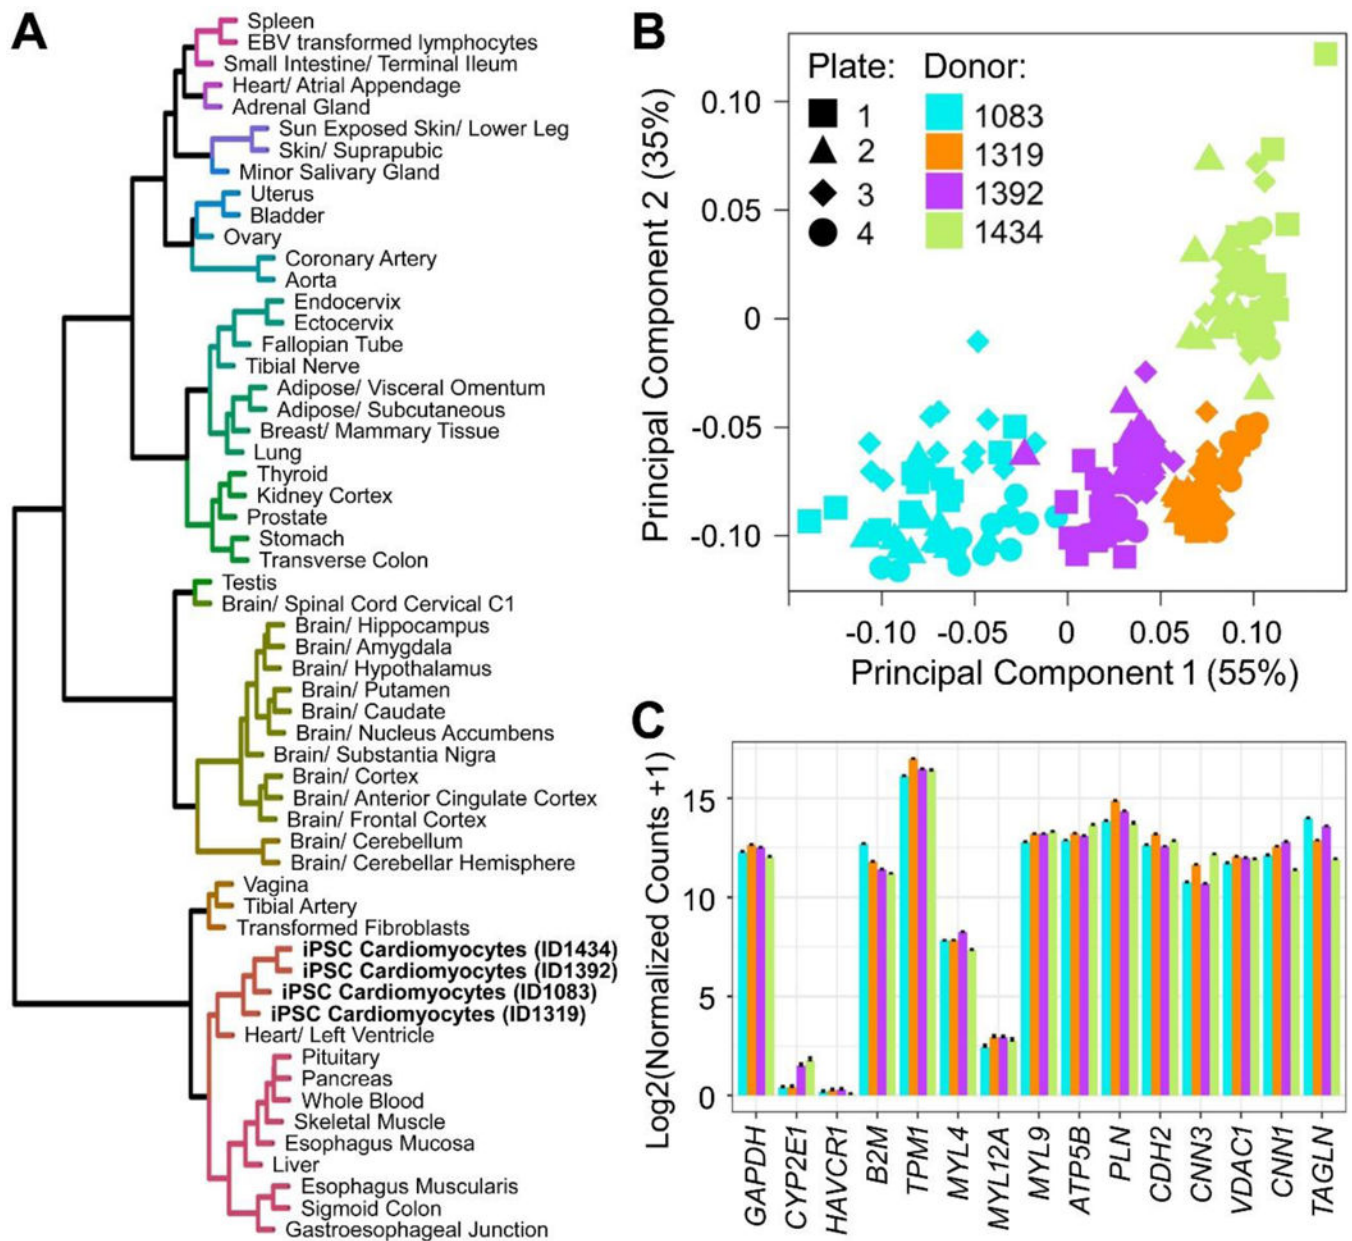 A
Spleen
EBV transformed lymphocytes
Small Intestine/ Terminal Ileum
Heart/ Atrial Appendage
Adrenal Gland
Sun Exposed Skin/ Lower Leg
Skin/ Suprapubic
Minor Salivary Gland
Uterus
Bladder
Ovary
Coronary Artery
Aorta
Endocervix
Ectocervix
Fallopian Tube
Tibial Nerve
Adipose/ Visceral Omentum
Adipose/ Subcutaneous
Breast/ Mammary Tissue
Lung
Thyroid
Kidney Cortex
Prostate
Stomach
Transverse Colon
Testis
Brain/ Spinal Cord Cervical C1
Brain/ Hippocampus
Brain/ Amygdala
Brain/ Hypothalamus
Brain/ Putamen
Brain/ Caudate
Brain/ Nucleus Accumbens
Brain/ Substantia Nigra
Brain/ Cortex
Brain/ Anterior Cingulate Cortex
Brain/ Frontal Cortex
Brain/ Cerebellum
Brain/ Cerebellar Hemisphere
Vagina
Tibial Artery
Transformed Fibroblasts
iPSC Cardiomyocytes (ID1434)
iPSC Cardiomyocytes (ID1392)
iPSC Cardiomyocytes (ID1083)
iPSC Cardiomyocytes (ID1319)
Heart/ Left Ventricle
Pituitary
Pancreas
Whole Blood
Skeletal Muscle
Esophagus Mucosa
Liver
Esophagus Muscularis
Sigmoid Colon
Gastroesophageal Junction
B
Principal Component 2 (35%)
0.10
0.05
0
-0.05
-0.10
Plate: Donor:
1 1083
2 1319
3 1392
4 1434
-0.10 -0.05 0 0.05 0.10
Principal Component 1 (55%)
C
Log2(Normalized Counts +1)
15
10
5
0
GAPDH
CYP2E1
HAVCR1
B2M
TPM1
MYL4
MYL12A
MYL9
ATP5B
PLN
CDH2
CNN3
VDAC1
CNN1
TAGLN